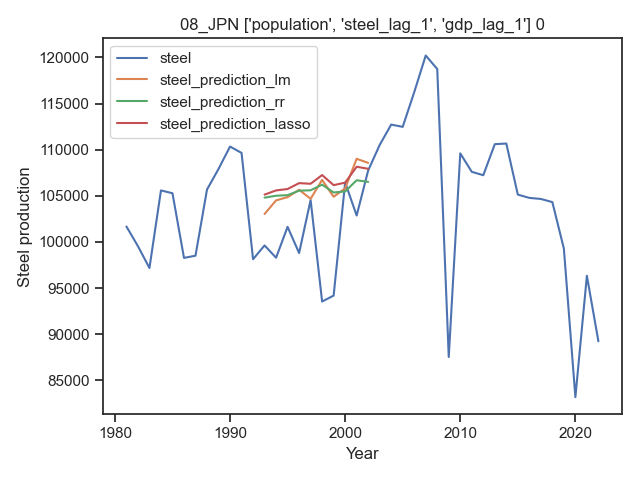 08_JPN ['population', 'steel_lag_1', 'gdp_lag_1'] 0
steel
steel_prediction_lm
steel_prediction_rr
steel_prediction_lasso
120000
115000
110000
105000
100000
95000
90000
85000
Steel production
1980 1990 2000 2010 2020
Year